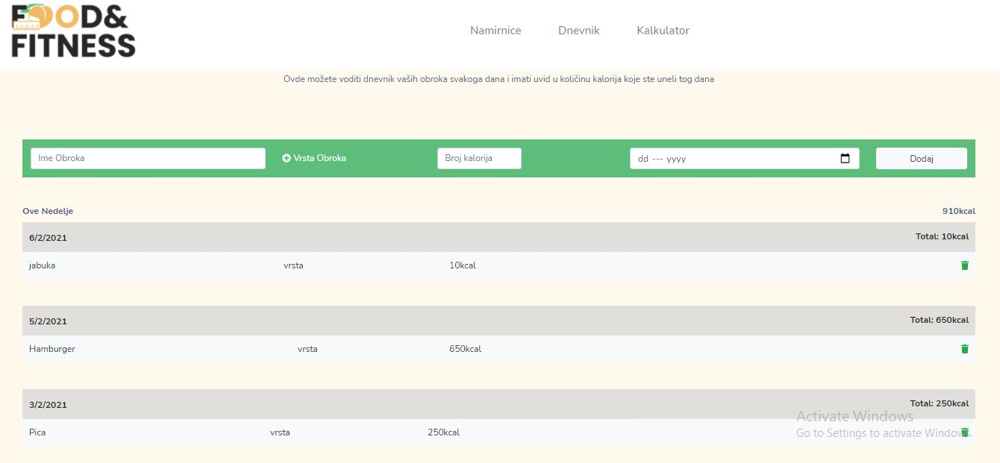 FOOD&
FITNESS
Namirnice Dnevnik Kalkulator
Ovde možete voditi dnevnik vaših obroka svakoga dana i imati uvid u količinu kalorija koje ste uneli tog dana
Ime Obroka Vrsta Obroka Broj kalorija dd --- yyyy Dodaj
Ove Nedelje 910kcal
6/2/2021 Total: 10kcal
jabuka vrsta 10kcal
5/2/2021 Total: 650kcal
Hamburger vrsta 650kcal
3/2/2021 Total: 250kcal
Pica vrsta 250kcal
Activate Windows
Go to Settings to activate Windows.